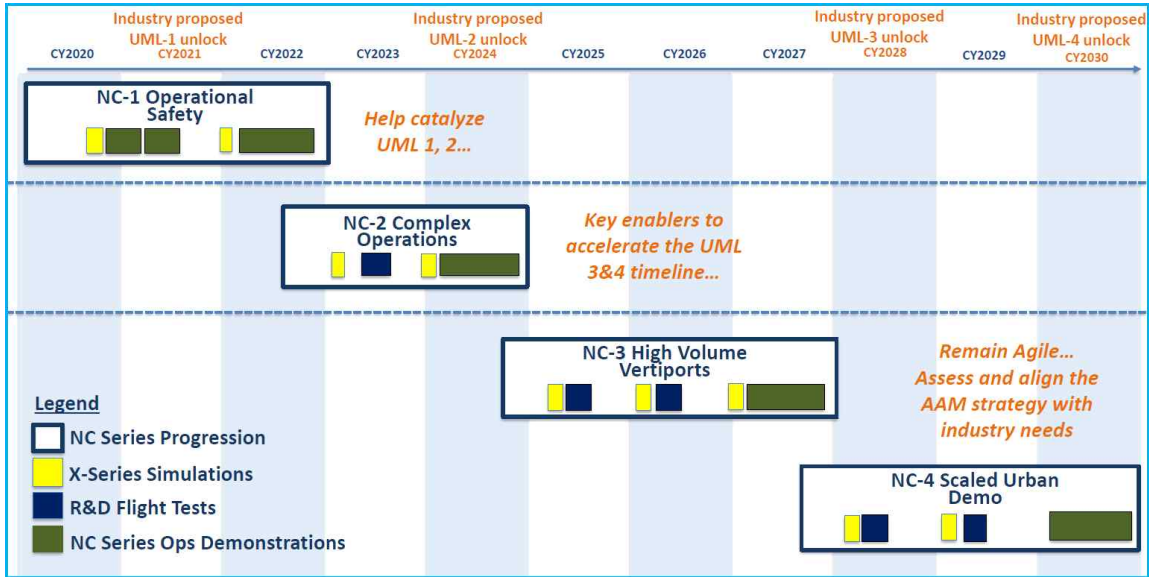 Industry proposed
UML-1 unlock
Industry proposed
UML-2 unlock
Industry proposed
UML-3 unlock
Industry proposed
UML-4 unlock
CY2020 CY2021 CY2022 CY2023 CY2024 CY2025 CY2026 CY2027 CY2028 CY2029 CY2030
NC-1 Operational
Safety
Help catalyze
UML 1, 2...
NC-2 Complex
Operations
Key enablers to
accelerate the UML
3&4 timeline...
NC-3 High Volume
Vertiports
Remain Agile...
Assess and align the
AAM strategy with
industry needs
NC-4 Scaled Urban
Demo
Legend
NC Series Progression
X-Series Simulations
R&D Flight Tests
NC Series Ops Demonstrations